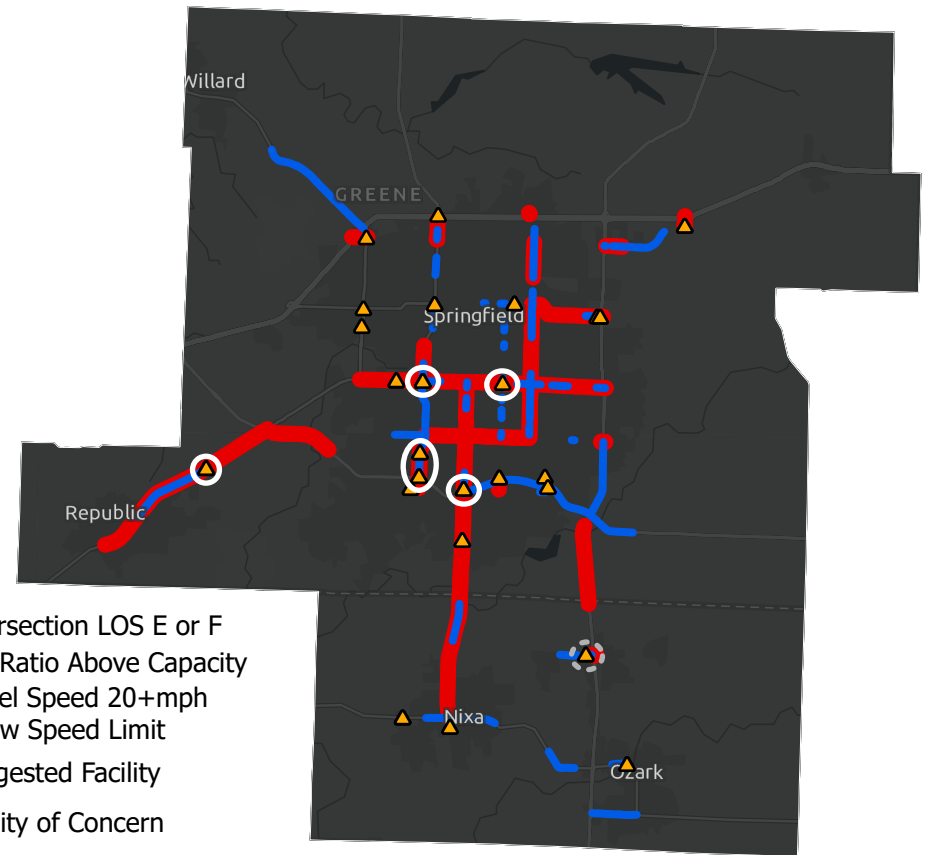 Willard
GREENE
Springfield
Republic
rsection LOS E or F
Ratio Above Capacity
el Speed 20+mph
w Speed Limit
Nixa
gested Facility
Ozark
ity of Concern